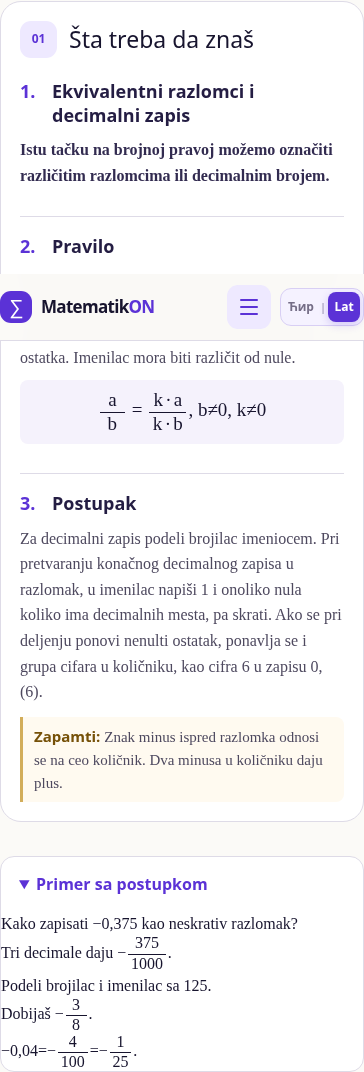 01 Šta treba da znaš
1. Ekvivalentni razlomci i
decimalni zapis
Istu tačku na brojnoj pravoj možemo označiti
različitim razlomcima ili decimalnim brojem.
2. Pravilo
∑ MatematikON Ћир | Lat
ostatka. Imenilac mora biti različit od nule.
a/b = k·a/k·b, b≠0, k≠0
3. Postupak
Za decimalni zapis podeli brojilac imeniocem. Pri
pretvaranju konačnog decimalnog zapisa u
razlomak, u imenilac napiši 1 i onoliko nula
koliko ima decimalnih mesta, pa skrati. Ako se pri
deljenju ponovi nenulti ostatak, ponavlja se i
grupa cifara u količniku, kao cifra 6 u zapisu 0,
(6).
Zapamti: Znak minus ispred razlomka odnosi
se na ceo količnik. Dva minusa u količniku daju
plus.
▼ Primer sa postupkom
Kako zapisati −0,375 kao neskrativ razlomak?
Tri decimale daju −375/1000.
Podeli brojilac i imenilac sa 125.
Dobijaš −3/8.
−0,04=−4/100=−1/25.